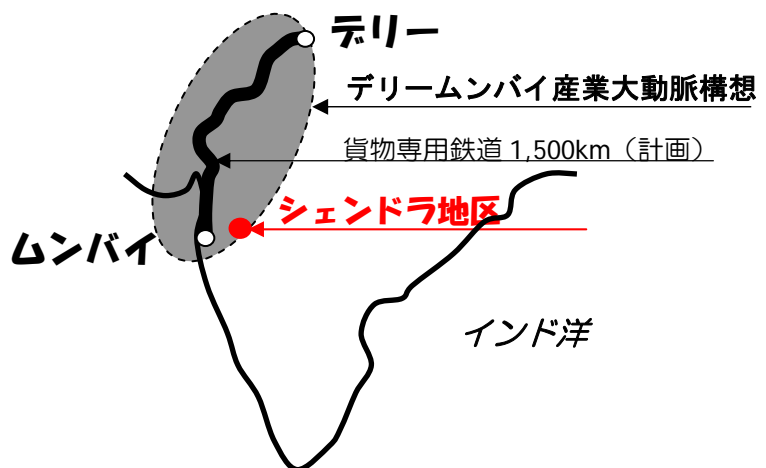 デリー
デリームンバイ産業大動脈構想
貨物専用鉄道 1,500km（計画）
シェンドラ地区
ムンバイ
インド洋